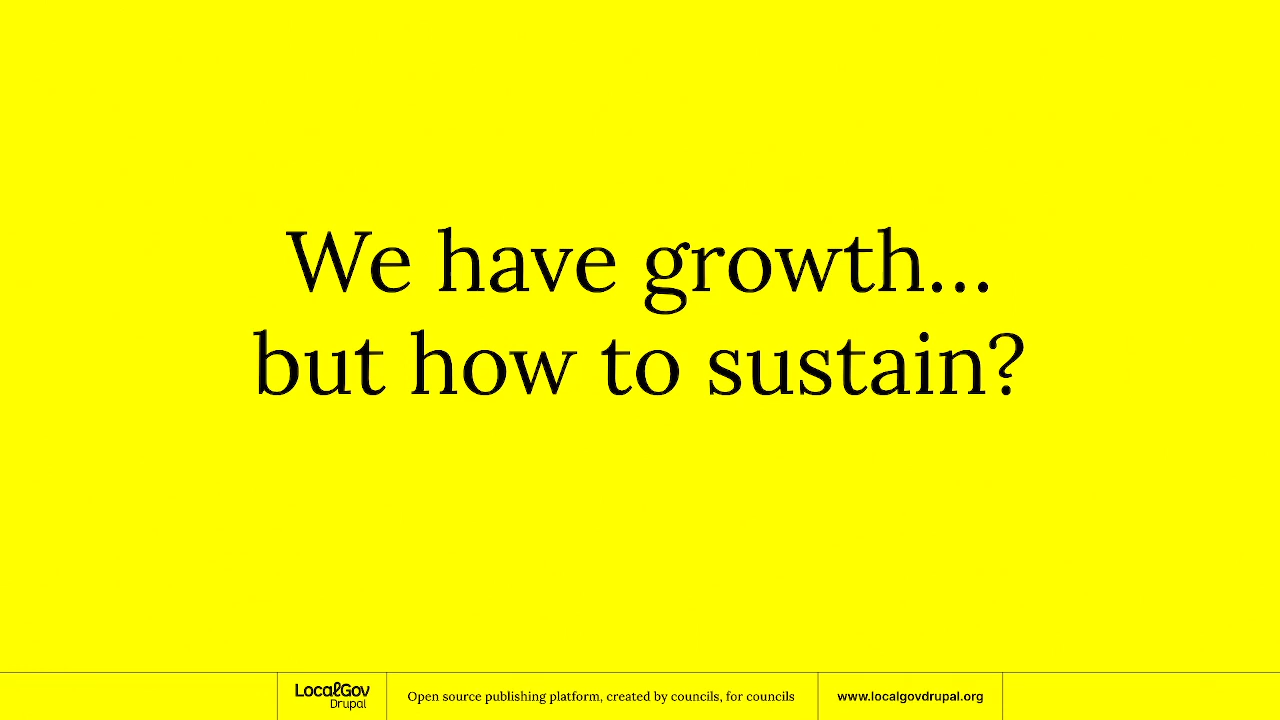 We have growth...
but how to sustain?
LocalGov
Drupal
Open source publishing platform, created by councils, for councils
www.localgovdrupal.org